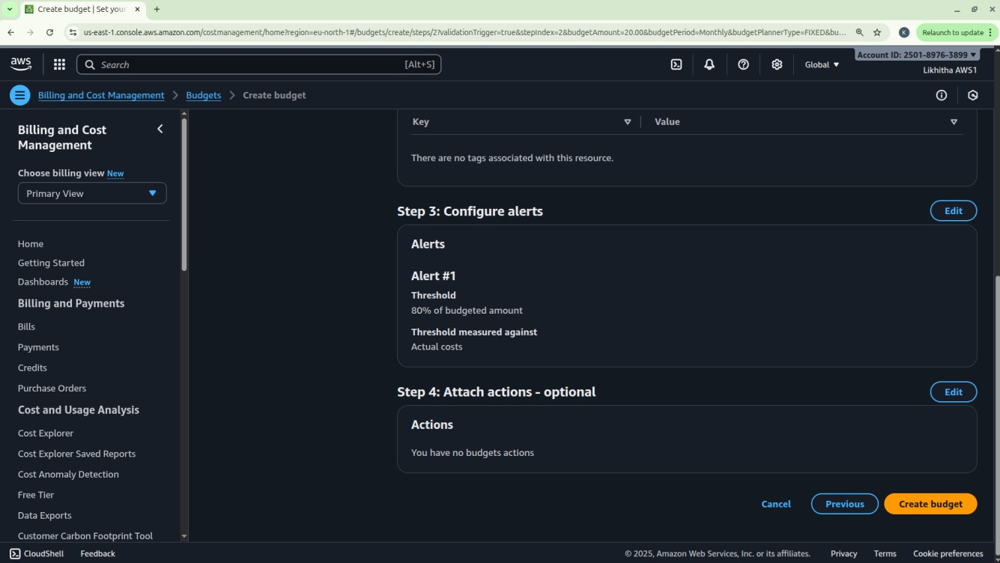 Create budget | Set your
us-east-1.console.aws.amazon.com/costmanagement/home?region=eu-north-1#/budgets/create/steps/2?validationTrigger=true&stepIndex=2&budgetAmount=20.00&budgetPeriod=Monthly&budgetPlannerType=FIXED&bu...
K
Relaunch to update
aws
Search
[Alt+S]
Global
Account ID: 2501-8976-3899
Likhitha AWS1
Billing and Cost Management > Budgets > Create budget
Billing and Cost
Management
Choose billing view New
Primary View
Home
Getting Started
Dashboards New
Billing and Payments
Bills
Payments
Credits
Purchase Orders
Cost and Usage Analysis
Cost Explorer
Cost Explorer Saved Reports
Cost Anomaly Detection
Free Tier
Data Exports
Customer Carbon Footprint Tool
Key
Value
There are no tags associated with this resource.
Step 3: Configure alerts
Edit
Alerts
Alert #1
Threshold
80% of budgeted amount
Threshold measured against
Actual costs
Step 4: Attach actions - optional
Edit
Actions
You have no budgets actions
Cancel
Previous
Create budget
CloudShell
Feedback
© 2025, Amazon Web Services, Inc. or its affiliates.
Privacy
Terms
Cookie preferences